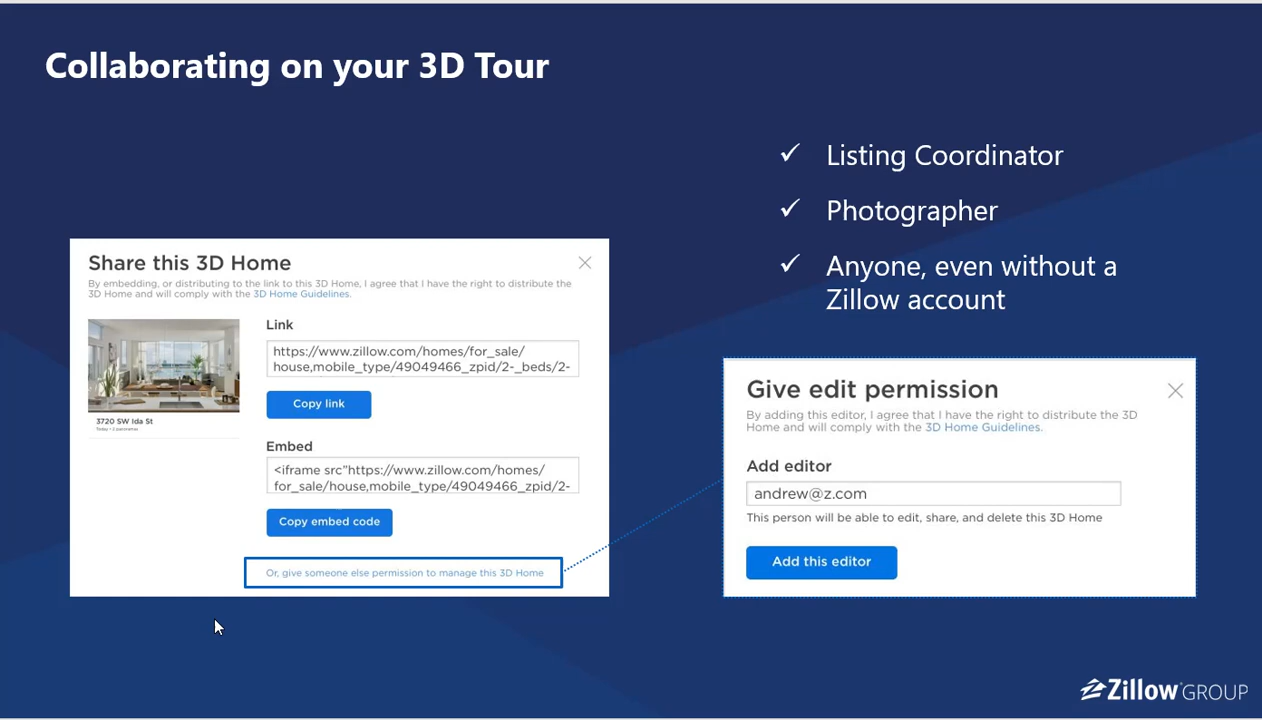 Collaborating on your 3D Tour
Listing Coordinator
Photographer
Anyone, even without a
Zillow account
Share this 3D Home
By embedding, or distributing to the link to this 3D Home, I agree that I have the right to distribute the
3D Home and will comply with the 3D Home Guidelines.
3720 SW Ida St
Today • 2 panoramas
Link
https://www.zillow.com/homes/for_sale/
house,mobile_type/49049466_zpid/2-_beds/2-
Copy link
Embed
<iframe src"https://www.zillow.com/homes/
for_sale/house,mobile_type/49049466_zpid/2-
Copy embed code
Or, give someone else permission to manage this 3D Home
Give edit permission
By adding this editor, I agree that I have the right to distribute the 3D
Home and will comply with the 3D Home Guidelines.
Add editor
andrew@z.com
This person will be able to edit, share, and delete this 3D Home
Add this editor
Zillow GROUP